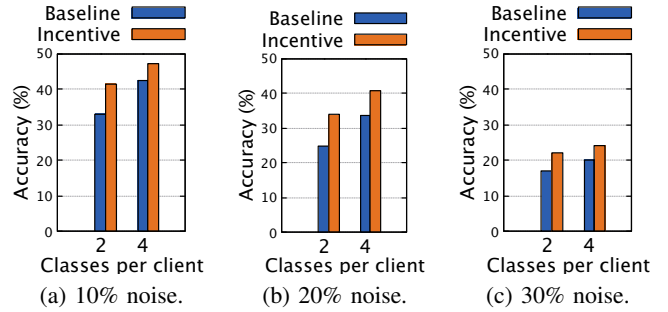 Baseline
Incentive
50
40
30
20
10
0
Accuracy (%)
2 4
Classes per client
(a) 10% noise.
Baseline
Incentive
50
40
30
20
10
0
Accuracy (%)
2 4
Classes per client
(b) 20% noise.
Baseline
Incentive
50
40
30
20
10
0
Accuracy (%)
2 4
Classes per client
(c) 30% noise.